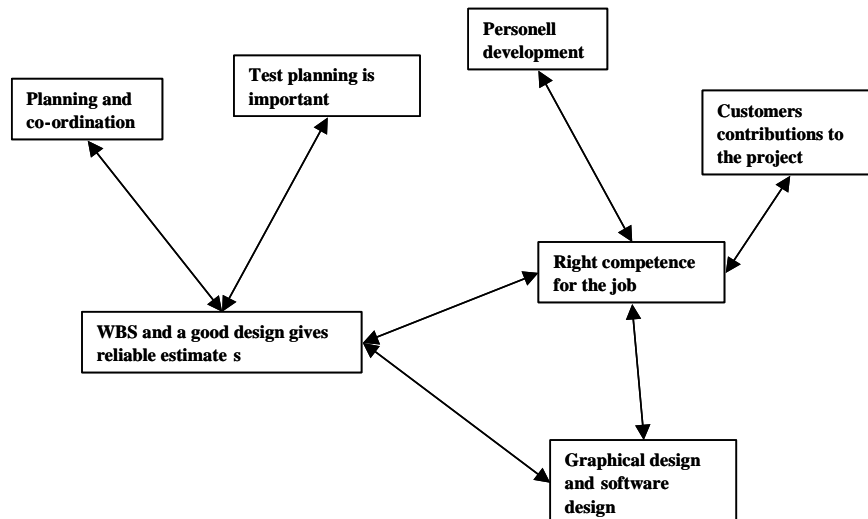 Personell
development
Test planning is
important
Planning and
co-ordination
Customers
contributions to
the project
Right competence
for the job
WBS and a good design gives
reliable estimate s
Graphical design
and software
design